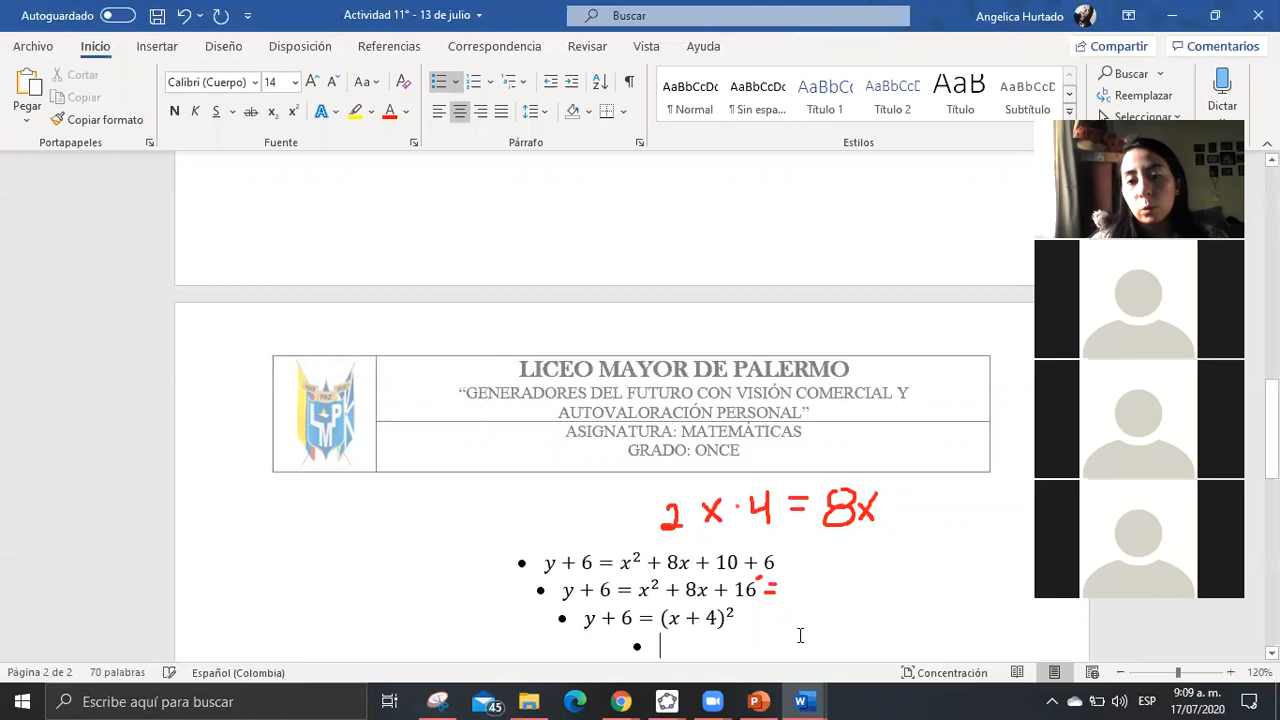 Autoguardado
Actividad 11° - 13 de julio
Buscar
Angelica Hurtado
Archivo Inicio Insertar Diseño Disposición Referencias Correspondencia Revisar Vista Ayuda
Compartir Comentarios
Pegar
Cortar
Copiar
Copiar formato
Portapapeles
Calibri (Cuerpo) 14
N K S ab x₂ x²
Fuente
Párrafo
AaBbCcDc AaBbCcDc AaBbCc AaBbCcD AaB AaBbCcD
¶ Normal ¶ Sin espa... Título 1 Título 2 Título Subtítulo
Estilos
Buscar
Reemplazar
Seleccionar
Dictar
LICEO MAYOR DE PALERMO
“GENERADORES DEL FUTURO CON VISIÓN COMERCIAL Y
AUTOVALORACIÓN PERSONAL”
ASIGNATURA: MATEMÁTICAS
GRADO: ONCE
2 x · 4 = 8x
• y + 6 = x² + 8x + 10 + 6
• y + 6 = x² + 8x + 16 =
• y + 6 = (x + 4)²
•
Página 2 de 2 70 palabras Español (Colombia) Concentración 120%
Escribe aquí para buscar
45
ESP
9:09 a. m.
17/07/2020